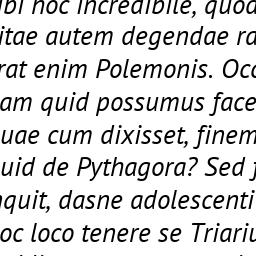 ibi hoc incredibile, quod
itae autem degendae ra
rat enim Polemonis. Occ
am quid possumus face
uae cum dixisset, finem
uid de Pythagora? Sed f
nquit, dasne adolescenti
oc loco tenere se Triariu